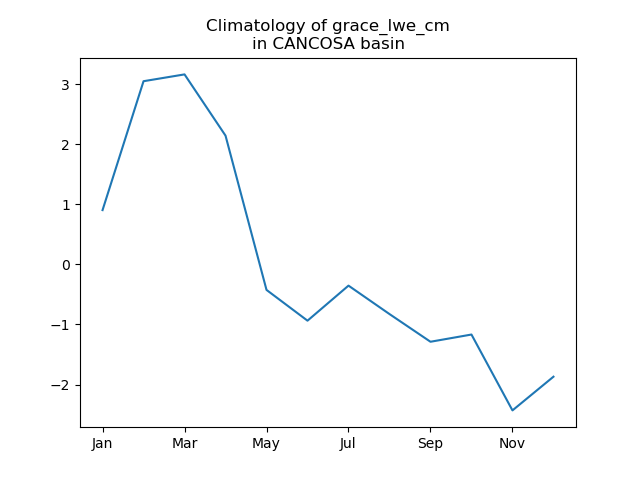 Climatology of grace_lwe_cm
in CANCOSA basin
3
2
1
0
−1
−2
Jan
Mar
May
Jul
Sep
Nov